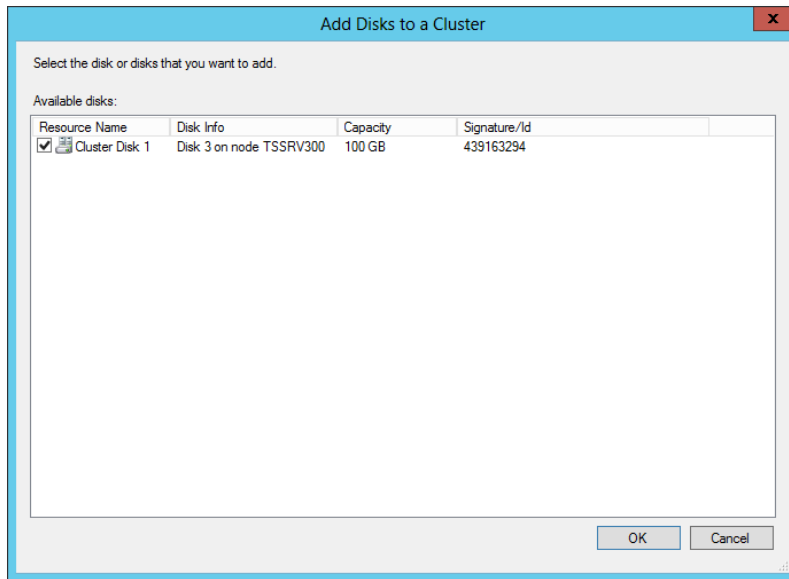 Add Disks to a Cluster
x
Select the disk or disks that you want to add.
Available disks:
Resource Name Disk Info Capacity Signature/Id
Cluster Disk 1 Disk 3 on node TSSRV300 100 GB 439163294
OK Cancel